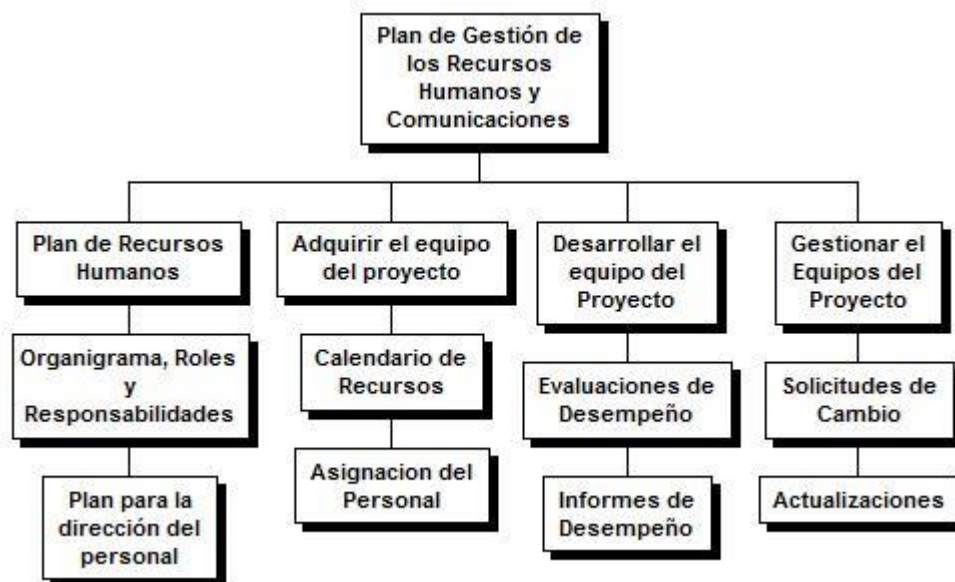 Plan de Gestión de
los Recursos
Humanos y
Comunicaciones
Plan de Recursos
Humanos
Adquirir el equipo
del proyecto
Desarrollar el
equipo del
Proyecto
Gestionar el
Equipos del
Proyecto
Organigrama, Roles
y
Responsabilidades
Calendario de
Recursos
Evaluaciones de
Desempeño
Solicitudes de
Cambio
Plan para la
dirección del
personal
Asignacion del
Personal
Informes de
Desempeño
Actualizaciones